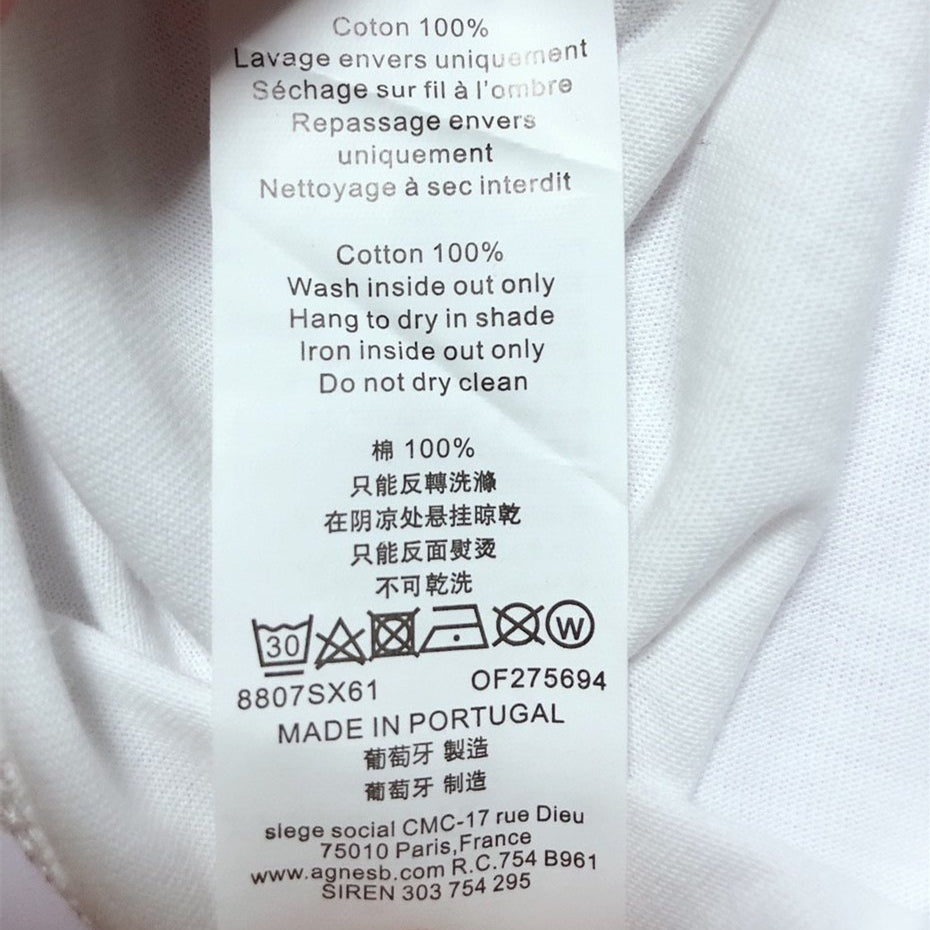 Coton 100%
Lavage envers uniquement
Séchage sur fil à l'ombre
Repassage envers
uniquement
Nettoyage à sec interdit
Cotton 100%
Wash inside out only
Hang to dry in shade
Iron inside out only
Do not dry clean
棉 100%
只能反轉洗滌
在阴凉处悬挂晾乾
只能反面熨烫
不可乾洗
30 W
8807SX61 OF275694
MADE IN PORTUGAL
葡萄牙 製造
葡萄牙 制造
siege social CMC-17 rue Dieu
75010 Paris,France
www.agnesb.com R.C.754 B961
SIREN 303 754 295